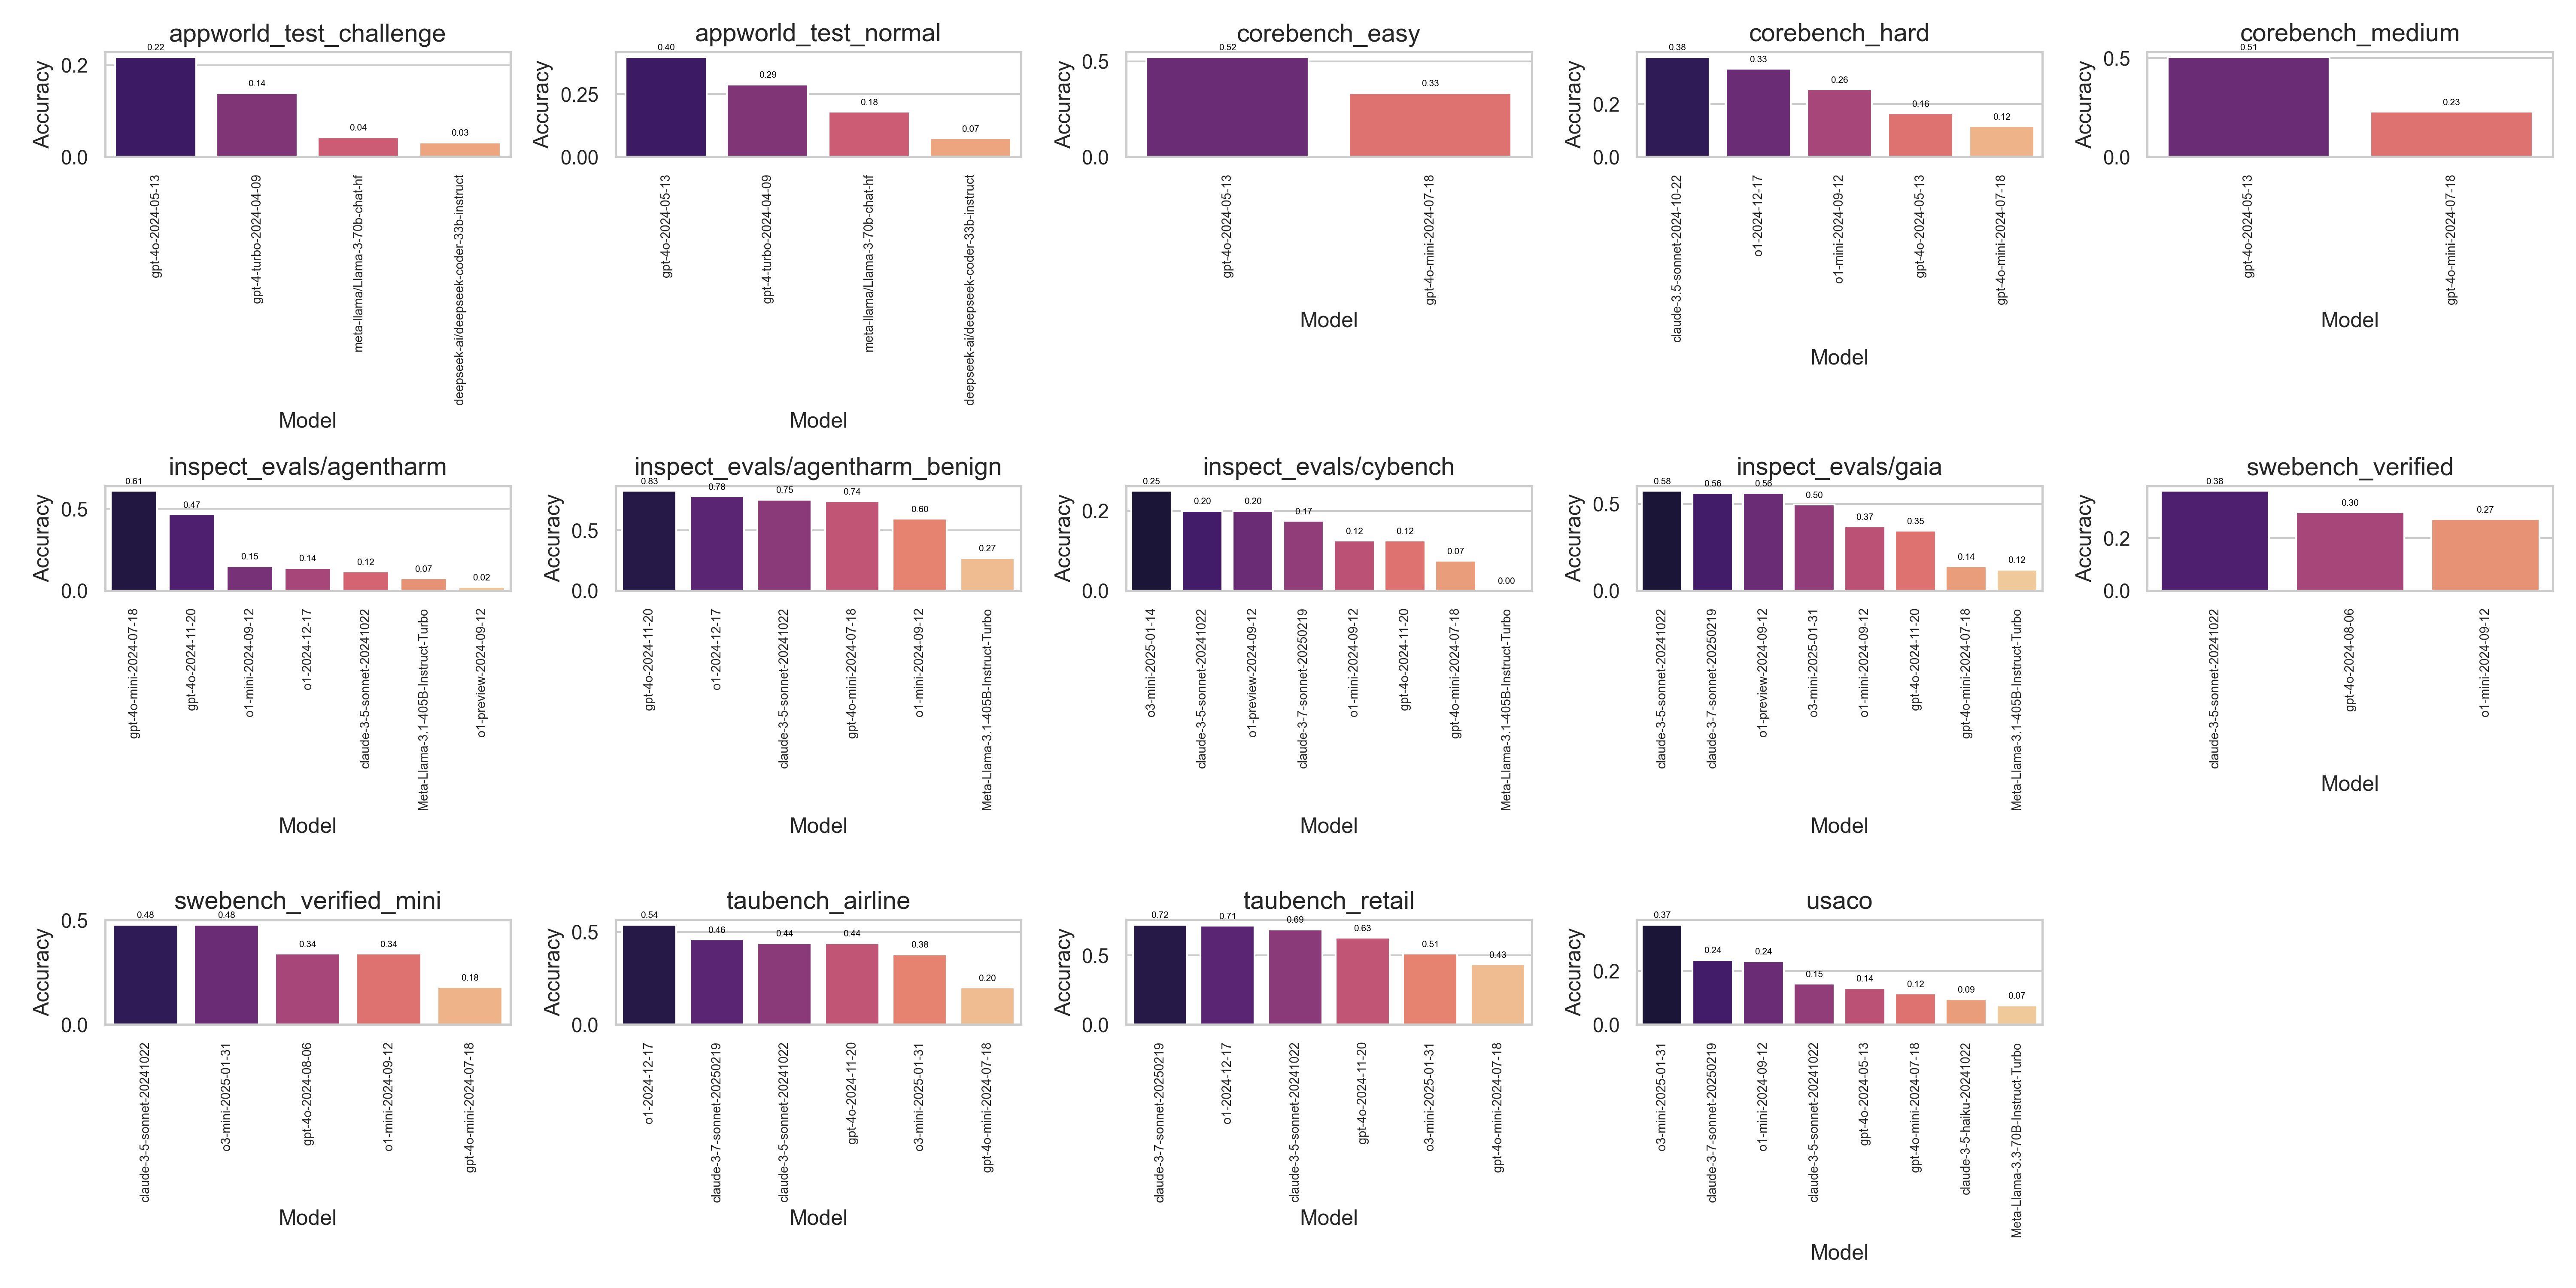 appworld_test_challenge
Accuracy
0.2
0.0
0.22
0.14
0.04
0.03
gpt-4o-2024-05-13
gpt-4-turbo-2024-04-09
meta-llama/Llama-3-70b-chat-hf
deepseek-ai/deepseek-coder-33b-instruct
Model
appworld_test_normal
Accuracy
0.25
0.00
0.40
0.29
0.18
0.07
gpt-4o-2024-05-13
gpt-4-turbo-2024-04-09
meta-llama/Llama-3-70b-chat-hf
deepseek-ai/deepseek-coder-33b-instruct
Model
corebench_easy
Accuracy
0.5
0.0
0.52
0.33
gpt-4o-2024-05-13
gpt-4o-mini-2024-07-18
Model
corebench_hard
Accuracy
0.2
0.0
0.38
0.33
0.26
0.16
0.12
claude-3.5-sonnet-2024-10-22
o1-2024-12-17
o1-mini-2024-09-12
gpt-4o-2024-05-13
gpt-4o-mini-2024-07-18
Model
corebench_medium
Accuracy
0.5
0.0
0.51
0.23
gpt-4o-2024-05-13
gpt-4o-mini-2024-07-18
Model
inspect_evals/agentharm
Accuracy
0.5
0.0
0.61
0.47
0.15
0.14
0.12
0.07
0.02
gpt-4o-mini-2024-07-18
gpt-4o-2024-11-20
o1-mini-2024-09-12
o1-2024-12-17
claude-3-5-sonnet-20241022
Meta-Llama-3.1-405B-Instruct-Turbo
o1-preview-2024-09-12
Model
inspect_evals/agentharm_benign
Accuracy
0.5
0.0
0.83
0.78
0.75
0.74
0.60
0.27
gpt-4o-2024-11-20
o1-2024-12-17
claude-3-5-sonnet-20241022
gpt-4o-mini-2024-07-18
o1-mini-2024-09-12
Meta-Llama-3.1-405B-Instruct-Turbo
Model
inspect_evals/cybench
Accuracy
0.2
0.0
0.25
0.20
0.20
0.17
0.12
0.12
0.07
0.00
o3-mini-2025-01-14
claude-3-5-sonnet-20241022
o1-preview-2024-09-12
claude-3-7-sonnet-20250219
o1-mini-2024-09-12
gpt-4o-2024-11-20
gpt-4o-mini-2024-07-18
Meta-Llama-3.1-405B-Instruct-Turbo
Model
inspect_evals/gaia
Accuracy
0.5
0.0
0.58
0.56
0.56
0.50
0.37
0.35
0.14
0.12
claude-3-5-sonnet-20241022
claude-3-7-sonnet-20250219
o1-preview-2024-09-12
o3-mini-2025-01-31
o1-mini-2024-09-12
gpt-4o-2024-11-20
gpt-4o-mini-2024-07-18
Meta-Llama-3.1-405B-Instruct-Turbo
Model
swebench_verified
Accuracy
0.2
0.0
0.38
0.30
0.27
claude-3-5-sonnet-20241022
gpt-4o-2024-08-06
o1-mini-2024-09-12
Model
swebench_verified_mini
Accuracy
0.5
0.0
0.48
0.48
0.34
0.34
0.18
claude-3-5-sonnet-20241022
o3-mini-2025-01-31
gpt-4o-2024-08-06
o1-mini-2024-09-12
gpt-4o-mini-2024-07-18
Model
taubench_airline
Accuracy
0.5
0.0
0.54
0.46
0.44
0.44
0.38
0.20
o1-2024-12-17
claude-3-7-sonnet-20250219
claude-3-5-sonnet-20241022
gpt-4o-2024-11-20
o3-mini-2025-01-31
gpt-4o-mini-2024-07-18
Model
taubench_retail
Accuracy
0.5
0.0
0.72
0.71
0.69
0.63
0.51
0.43
claude-3-7-sonnet-20250219
o1-2024-12-17
claude-3-5-sonnet-20241022
gpt-4o-2024-11-20
o3-mini-2025-01-31
gpt-4o-mini-2024-07-18
Model
usaco
Accuracy
0.2
0.0
0.37
0.24
0.24
0.15
0.14
0.12
0.09
0.07
o3-mini-2025-01-31
claude-3-7-sonnet-20250219
o1-mini-2024-09-12
claude-3-5-sonnet-20241022
gpt-4o-2024-05-13
gpt-4o-mini-2024-07-18
claude-3-5-haiku-20241022
Meta-Llama-3.3-70B-Instruct-Turbo
Model